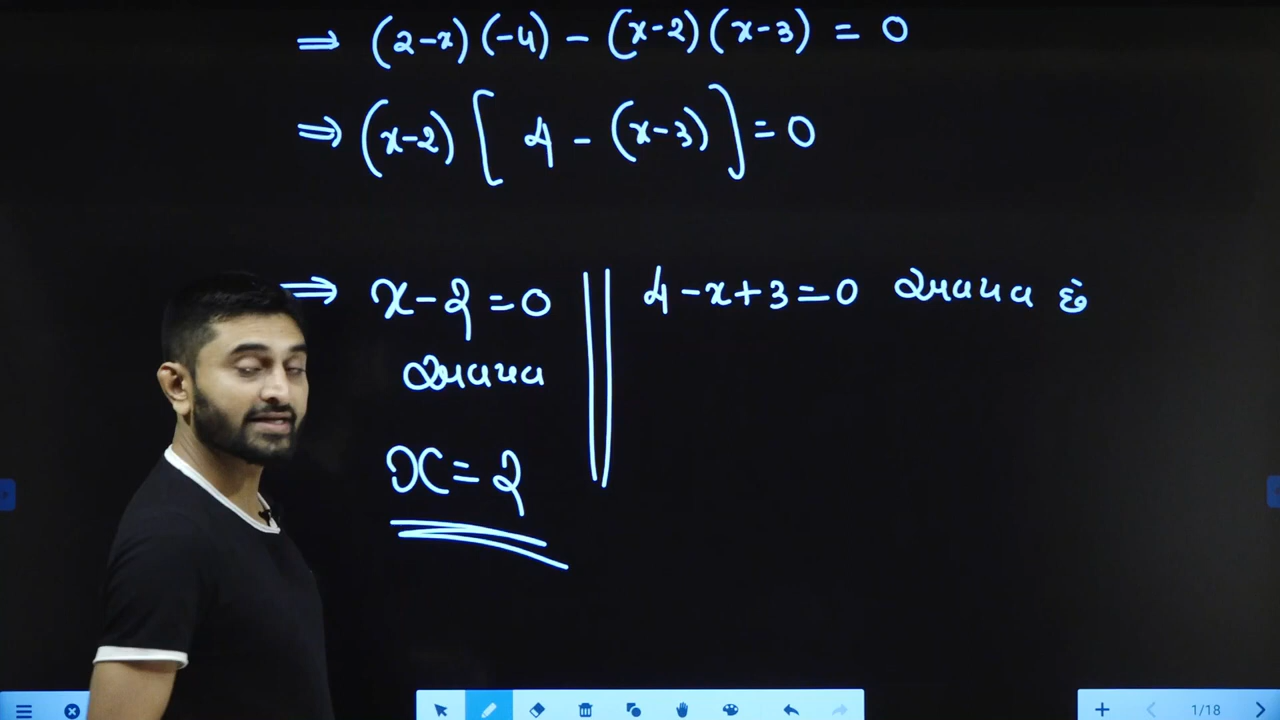 ⇒ (2-x)(-4) - (x-2)(x-3) = 0
⇒ (x-2) [ 4 - (x-3) ] = 0
⇒ x-2 = 0 || 4-x+3=0 અથવા છે
અથવા
x = 2
1/18